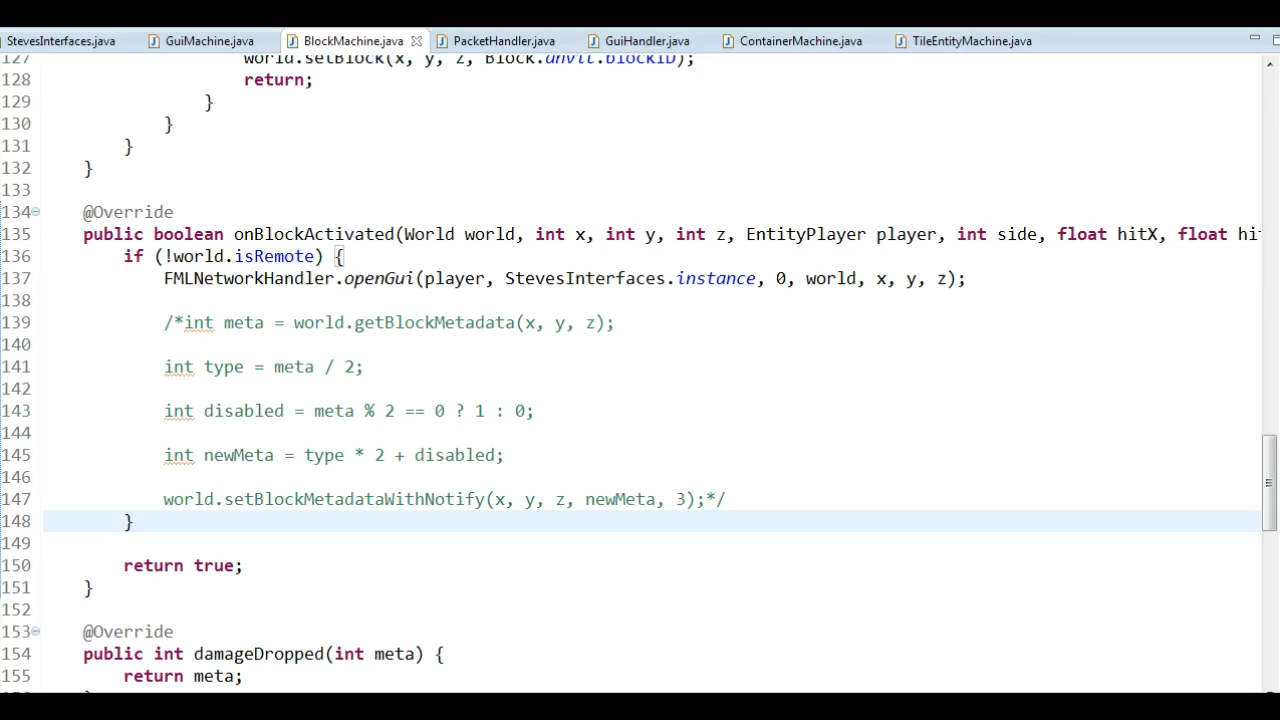 StevesInterfaces.java GuiMachine.java BlockMachine.java PacketHandler.java GuiHandler.java ContainerMachine.java TileEntityMachine.java
127 world.setBlock(x, y, z, Block.anvil.blockID);
128 return;
129 }
130 }
131 }
132 }
133
134 @Override
135 public boolean onBlockActivated(World world, int x, int y, int z, EntityPlayer player, int side, float hitX, float
136 if (!world.isRemote) {
137 FMLNetworkHandler.openGui(player, StevesInterfaces.instance, 0, world, x, y, z);
138
139 /*int meta = world.getBlockMetadata(x, y, z);
140
141 int type = meta / 2;
142
143 int disabled = meta % 2 == 0 ? 1 : 0;
144
145 int newMeta = type * 2 + disabled;
146
147 world.setBlockMetadataWithNotify(x, y, z, newMeta, 3);*/
148 }
149
150 return true;
151 }
152
153 @Override
154 public int damageDropped(int meta) {
155 return meta;